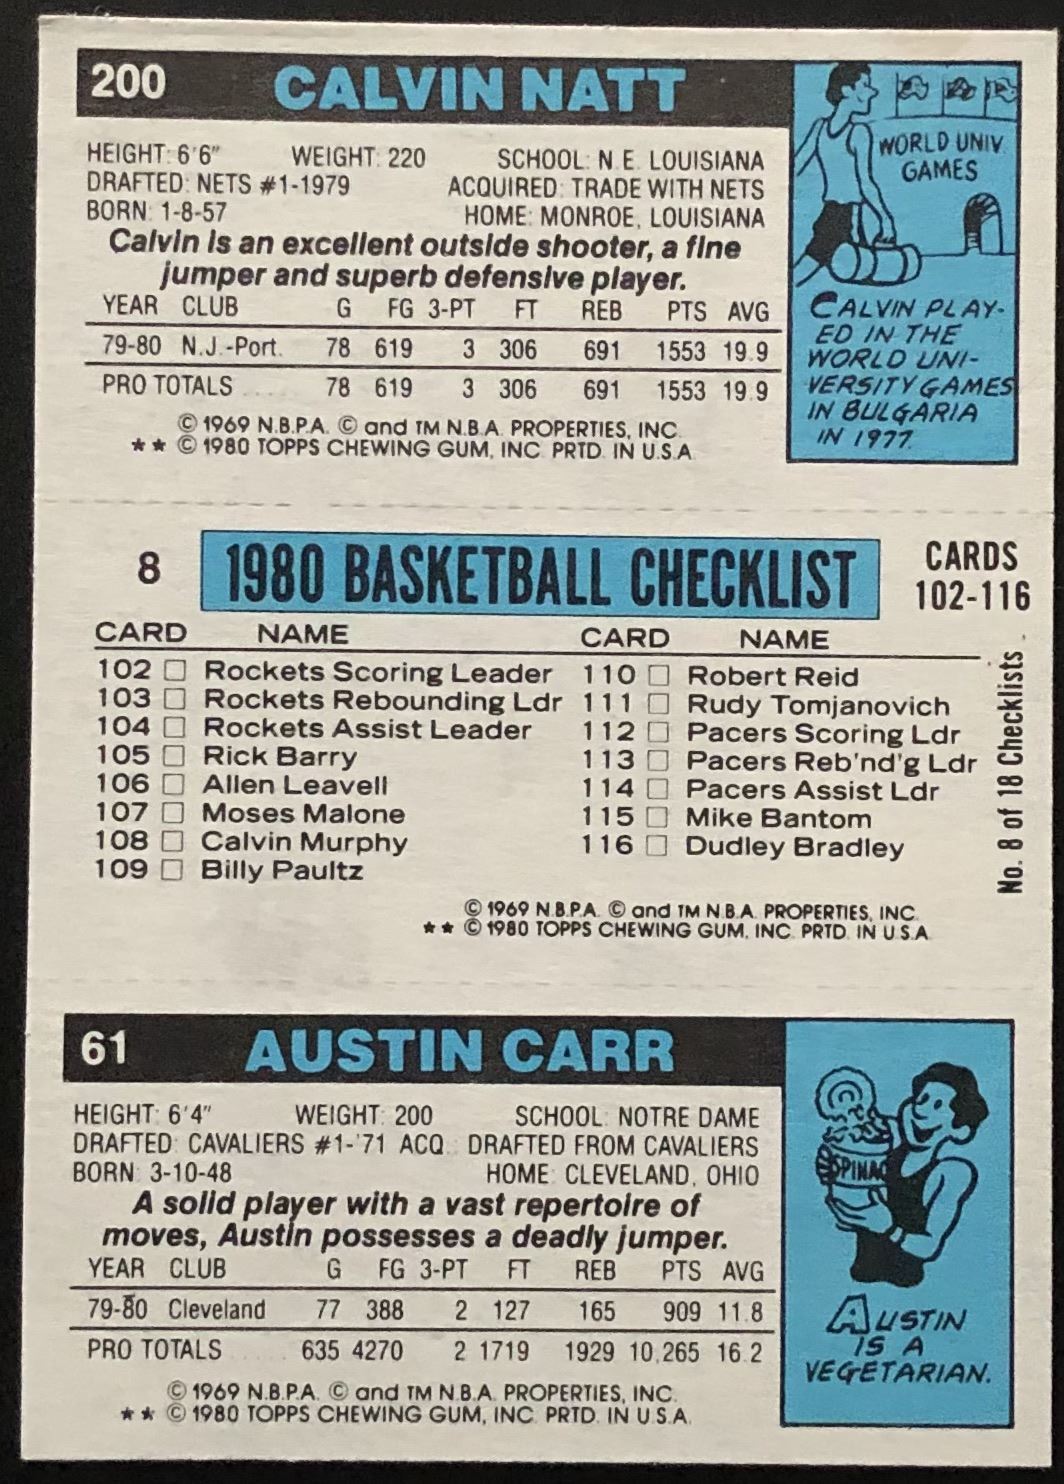 200 CALVIN NATT
HEIGHT: 6'6" WEIGHT: 220 SCHOOL: N.E. LOUISIANA
DRAFTED: NETS #1-1979 ACQUIRED: TRADE WITH NETS
BORN: 1-8-57 HOME: MONROE, LOUISIANA
Calvin is an excellent outside shooter, a fine
jumper and superb defensive player.
YEAR CLUB G FG 3-PT FT REB PTS AVG
79-80 N.J.-Port. 78 619 3 306 691 1553 19.9
PRO TOTALS .... 78 619 3 306 691 1553 19.9
© 1969 N.B.P.A. © and TM N.B.A. PROPERTIES, INC.
★ ★ © 1980 TOPPS CHEWING GUM, INC. PRTD. IN U.S.A.
WORLD UNIV.
GAMES
CALVIN PLAY-
ED IN THE
WORLD UNI-
VERSITY GAMES
IN BULGARIA
IN 1977.
8 1980 BASKETBALL CHECKLIST CARDS
102-116
CARD NAME CARD NAME
102 □ Rockets Scoring Leader 110 □ Robert Reid
103 □ Rockets Rebounding Ldr 111 □ Rudy Tomjanovich
104 □ Rockets Assist Leader 112 □ Pacers Scoring Ldr
105 □ Rick Barry 113 □ Pacers Reb'nd'g Ldr
106 □ Allen Leavell 114 □ Pacers Assist Ldr
107 □ Moses Malone 115 □ Mike Bantom
108 □ Calvin Murphy 116 □ Dudley Bradley
109 □ Billy Paultz
No. 8 of 18 Checklists
© 1969 N.B.P.A. © and TM N.B.A. PROPERTIES, INC.
★ ★ © 1980 TOPPS CHEWING GUM, INC. PRTD. IN U.S.A.
61 AUSTIN CARR
HEIGHT: 6'4" WEIGHT: 200 SCHOOL: NOTRE DAME
DRAFTED: CAVALIERS #1-'71 ACQ.: DRAFTED FROM CAVALIERS
BORN: 3-10-48 HOME: CLEVELAND, OHIO
A solid player with a vast repertoire of
moves, Austin possesses a deadly jumper.
YEAR CLUB G FG 3-PT FT REB PTS AVG
79-80 Cleveland 77 388 2 127 165 909 11.8
PRO TOTALS ..... 635 4270 2 1719 1929 10,265 16.2
© 1969 N.B.P.A. © and TM N.B.A. PROPERTIES, INC.
★ ★ © 1980 TOPPS CHEWING GUM, INC. PRTD. IN U.S.A.
SPINAC
AUSTIN
IS A
VEGETARIAN.